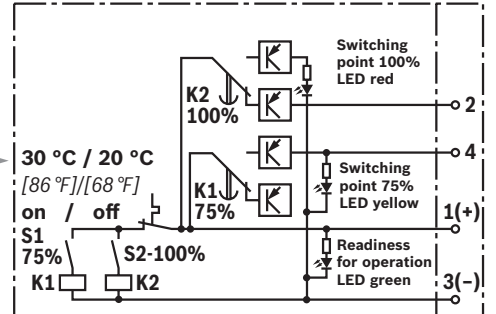 Switching
point 100%
LED red
K2
100%
2
30 °C / 20 °C
[86 °F]/[68 °F]
on / off
4
Switching
point 75%
LED yellow
K1
75%
1(+)
S1
75%
S2-100%
Readiness
for operation
LED green
K1
K2
3(–)